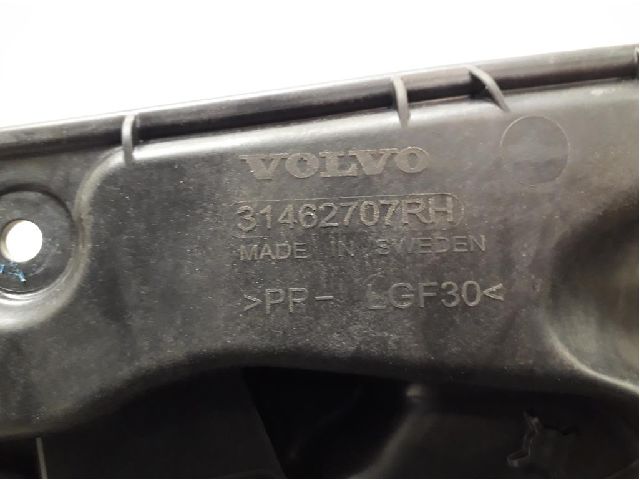 VOLVO
31462707RH
MADE IN SWEDEN
>PP- LGF30<